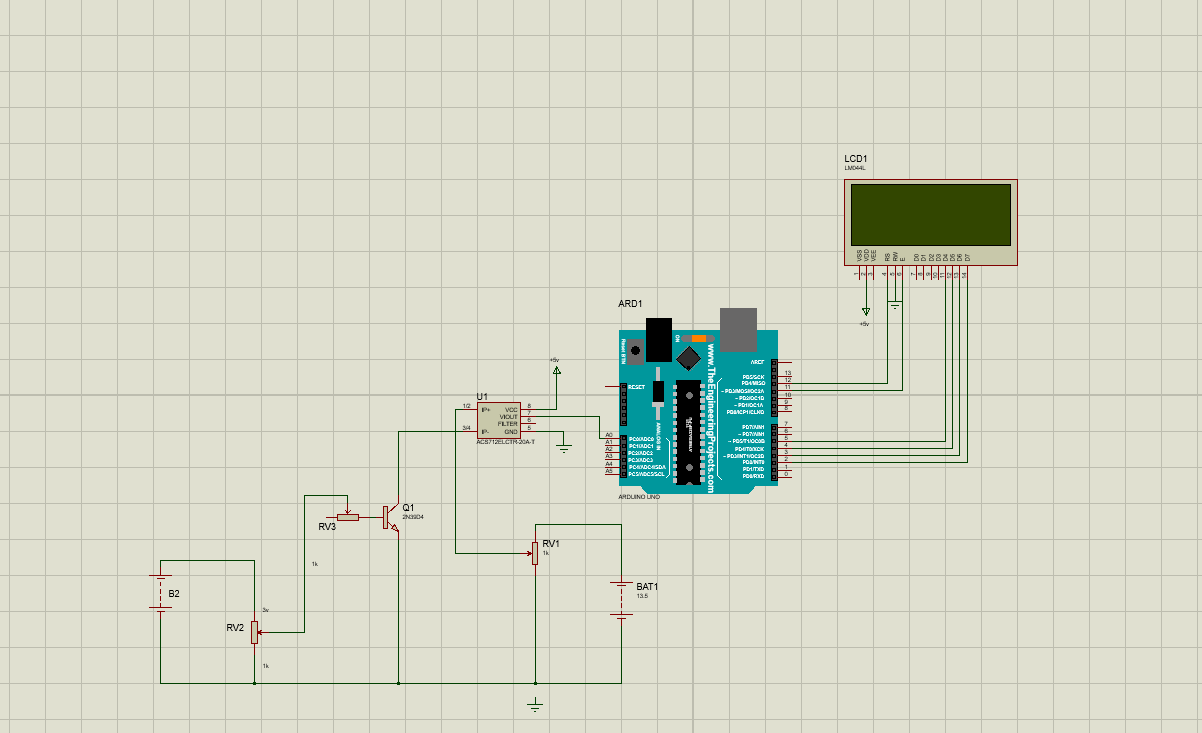 LCD1
LM044L
VSS
VDD
VEE
RS
RW
E
D0
D1
D2
D3
D4
D5
D6
D7
1
2
3
4
5
6
7
8
9
10
11
12
13
14
+5v
ARD1
Reset BTN
ON
www.TheEngineeringProjects.com
RESET
ANALOG IN
AREF
PB5/SCK
13
PB4/MISO
12
~PB3/MOSI/OC2A
11
~PB2/OC1B
10
~PB1/OC1A
9
PB0/ICP1/CLKO
8
PD7/AIN1
7
~PD6/AIN0
6
~PD5/T1/OC0B
5
PD4/T0/XCK
4
~PD3/INT1/OC2B
3
PD2/INT0
2
PD1/TXD
1
PD0/RXD
0
A0
PC0/ADC0
A1
PC1/ADC1
A2
PC2/ADC2
A3
PC3/ADC3
A4
PC4/ADC4/SDA
A5
PC5/ADC5/SCL
ARDUINO UNO
+5v
U1
1/2
IP+
VCC
8
VIOUT
7
FILTER
6
3/4
IP-
GND
5
ACS712ELCTR-20A-T
Q1
2N3904
RV3
1k
RV1
1k
B2
3v
RV2
1k
BAT1
13.5